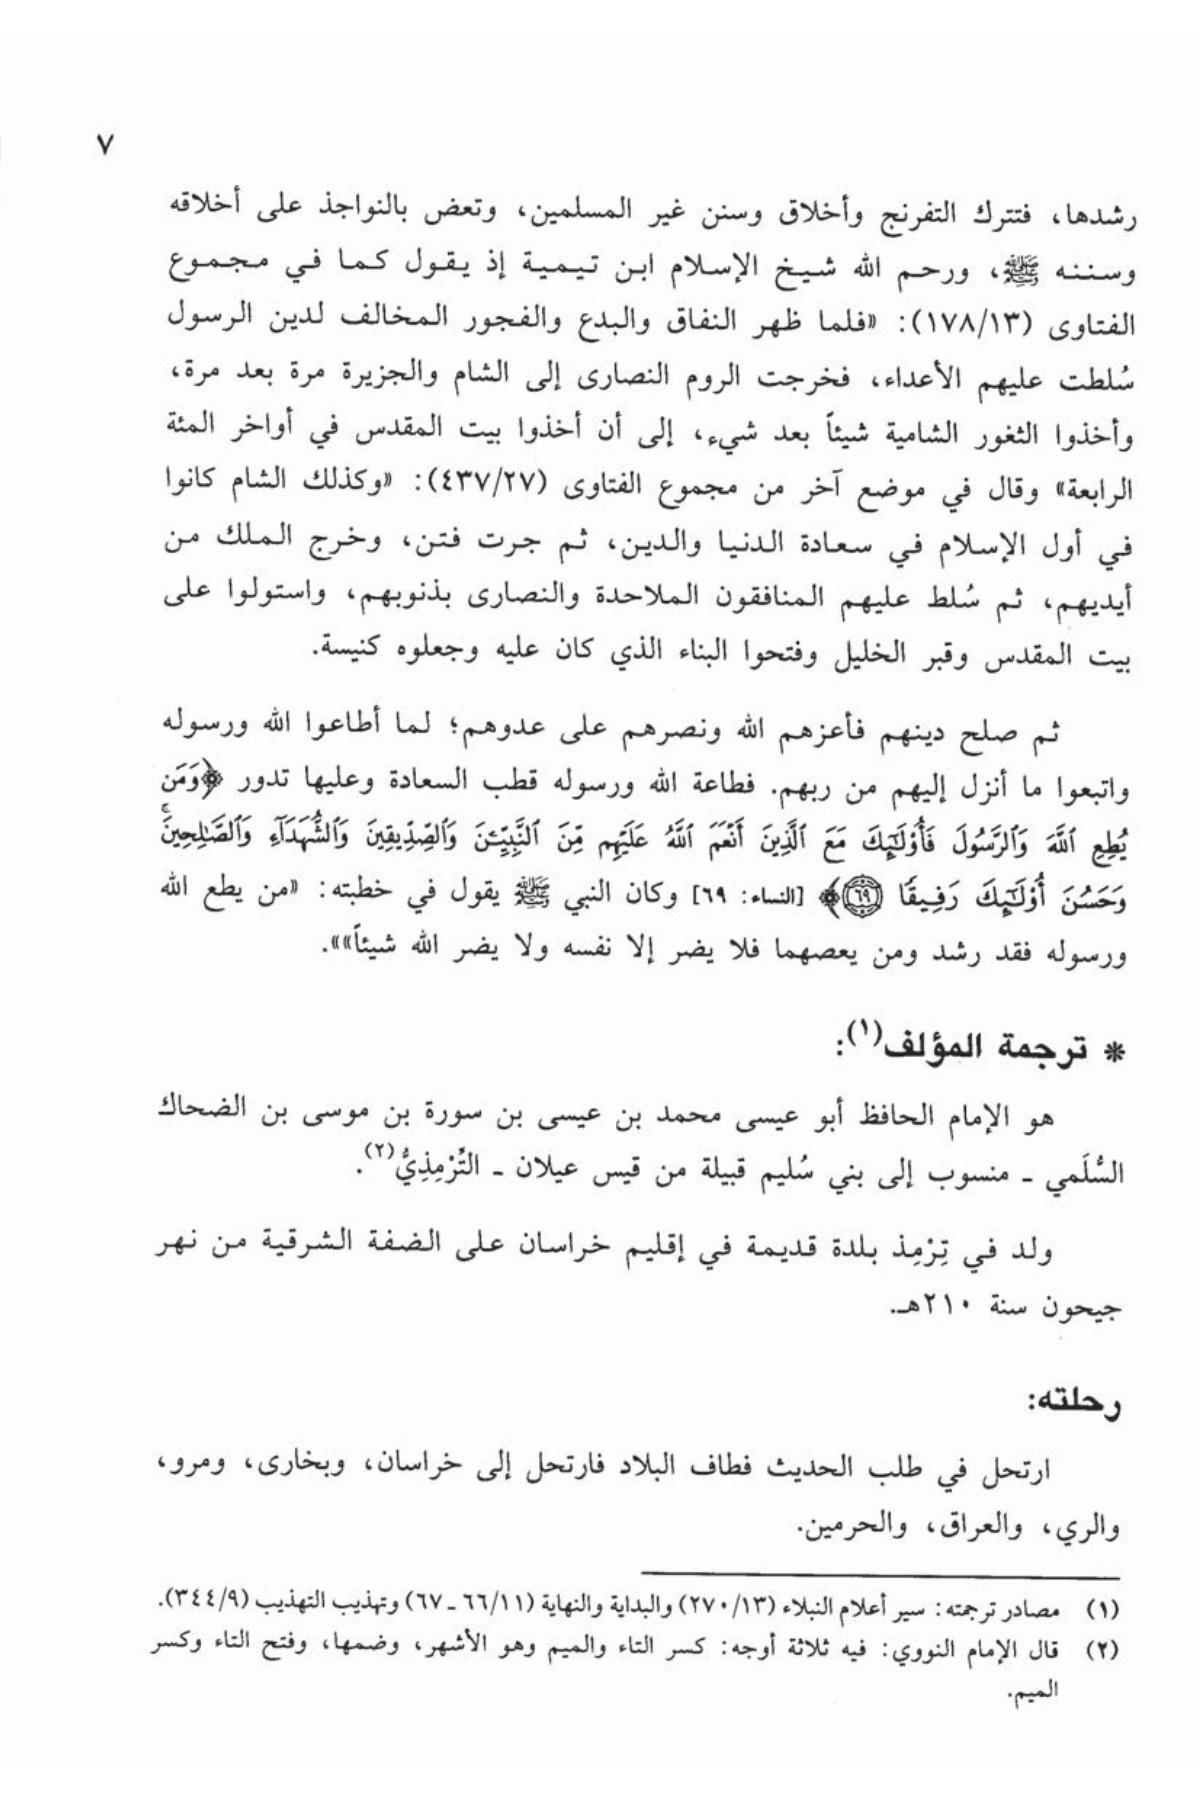 ٧
رشدها، فتترك التفرنج وأخلاق وسنن غير المسلمين، وتعض بالنواجذ على أخلاقه
وسننه ﷺ، ورحم الله شيخ الإسلام ابن تيمية إذ يقول كما في مجموع
الفتاوى (١٧٨/١٣): «فلما ظهر النفاق والبدع والفجور المخالف لدين الرسول
سُلطت عليهم الأعداء، فخرجت الروم النصارى إلى الشام والجزيرة مرة بعد مرة،
وأخذوا الثغور الشامية شيئاً بعد شيء، إلى أن أخذوا بيت المقدس في أواخر المئة
الرابعة» وقال في موضع آخر من مجموع الفتاوى (٤٣٧/٢٧): «وكذلك الشام كانوا
في أول الإسلام في سعادة الدنيا والدين، ثم جرت فتن، وخرج الملك من
أيديهم، ثم سُلط عليهم المنافقون الملاحدة والنصارى بذنوبهم، واستولوا على
بيت المقدس وقبر الخليل وفتحوا البناء الذي كان عليه وجعلوه كنيسة.
ثم صلح دينهم فأعزهم الله ونصرهم على عدوهم؛ لما أطاعوا الله ورسوله
واتبعوا ما أنزل إليهم من ربهم. فطاعة الله ورسوله قطب السعادة وعليها تدور ﴿وَمَن
يُطِعِ ٱللَّهَ وَٱلرَّسُولَ فَأُو۟لَٰٓئِكَ مَعَ ٱلَّذِينَ أَنْعَمَ ٱللَّهُ عَلَيْهِم مِّنَ ٱلنَّبِيِّـۧنَ وَٱلصِّدِّيقِينَ وَٱلشُّهَدَآءِ وَٱلصَّٰلِحِينَۚ
وَحَسُنَ أُو۟لَٰٓئِكَ رَفِيقًا ٦٩﴾ [النساء: ٦٩] وكان النبي ﷺ يقول في خطبته: «من يطع الله
ورسوله فقد رشد ومن يعصهما فلا يضر إلا نفسه ولا يضر الله شيئاً»».
* ترجمة المؤلف(١):
هو الإمام الحافظ أبو عيسى محمد بن عيسى بن سورة بن موسى بن الضحاك
السُّلَمي ـ منسوب إلى بني سُليم قبيلة من قيس عيلان ـ التِّرْمِذِيُّ(٢).
ولد في تِرْمِذ بلدة قديمة في إقليم خراسان على الضفة الشرقية من نهر
جيحون سنة ٢١٠هـ.
رحلته:
ارتحل في طلب الحديث فطاف البلاد فارتحل إلى خراسان، وبخارى، ومرو،
والري، والعراق، والحرمين.
(١) مصادر ترجمته: سير أعلام النبلاء (٢٧٠/١٣) والبداية والنهاية (٦٦/١١ـ٦٧) وتهذيب التهذيب (٣٤٤/٩).
(٢) قال الإمام النووي: فيه ثلاثة أوجه: كسر التاء والميم وهو الأشهر، وضمها، وفتح التاء وكسر
الميم.